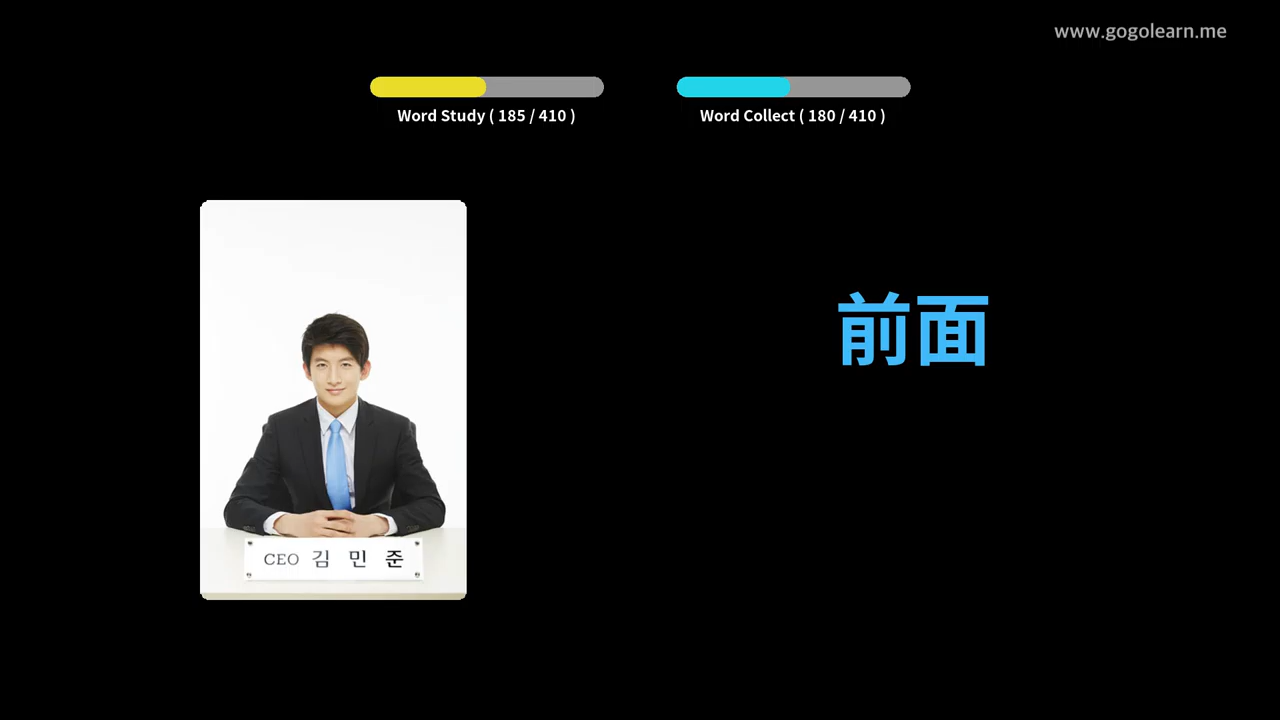 www.gogolearn.me
Word Study ( 185 / 410 )
Word Collect ( 180 / 410 )
前面
CEO 김 민 준